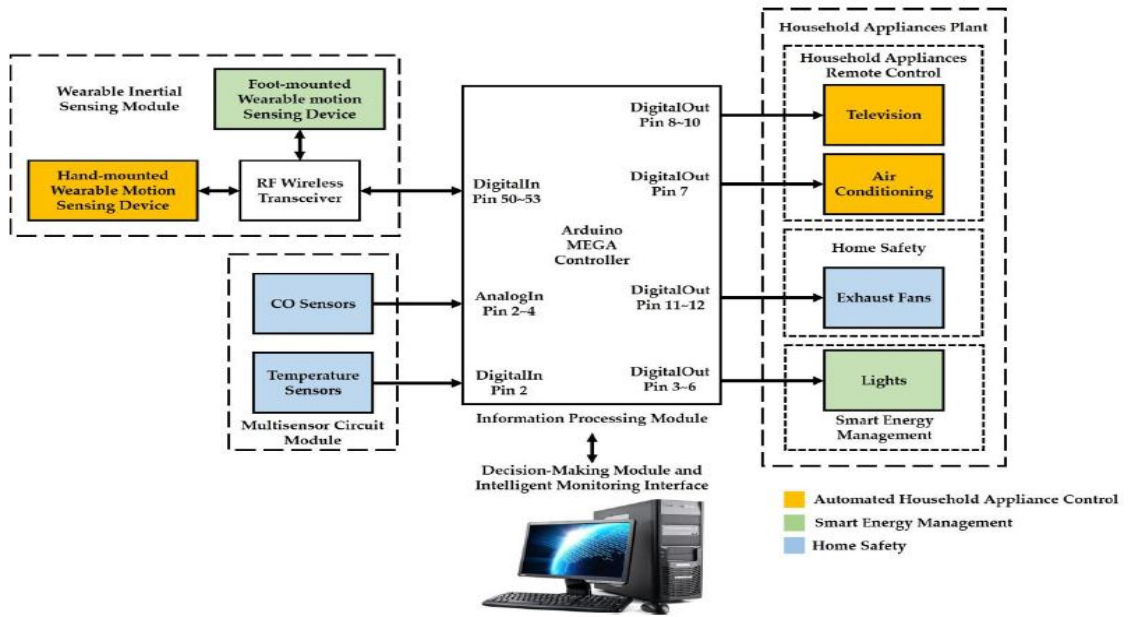 Household Appliances Plant
Household Appliances
Remote Control
Television
Air
Conditioning
Home Safety
Exhaust Fans
Lights
Smart Energy
Management
Wearable Inertial
Sensing Module
Foot-mounted
Wearable motion
Sensing Device
Hand-mounted
Wearable Motion
Sensing Device
RF Wireless
Transceiver
CO Sensors
Temperature
Sensors
Multisensor Circuit
Module
DigitalIn
Pin 50~53
AnalogIn
Pin 2~4
DigitalIn
Pin 2
Arduino
MEGA
Controller
DigitalOut
Pin 8~10
DigitalOut
Pin 7
DigitalOut
Pin 11~12
DigitalOut
Pin 3~6
Information Processing Module
Decision-Making Module and
Intelligent Monitoring Interface
Automated Household Appliance Control
Smart Energy Management
Home Safety